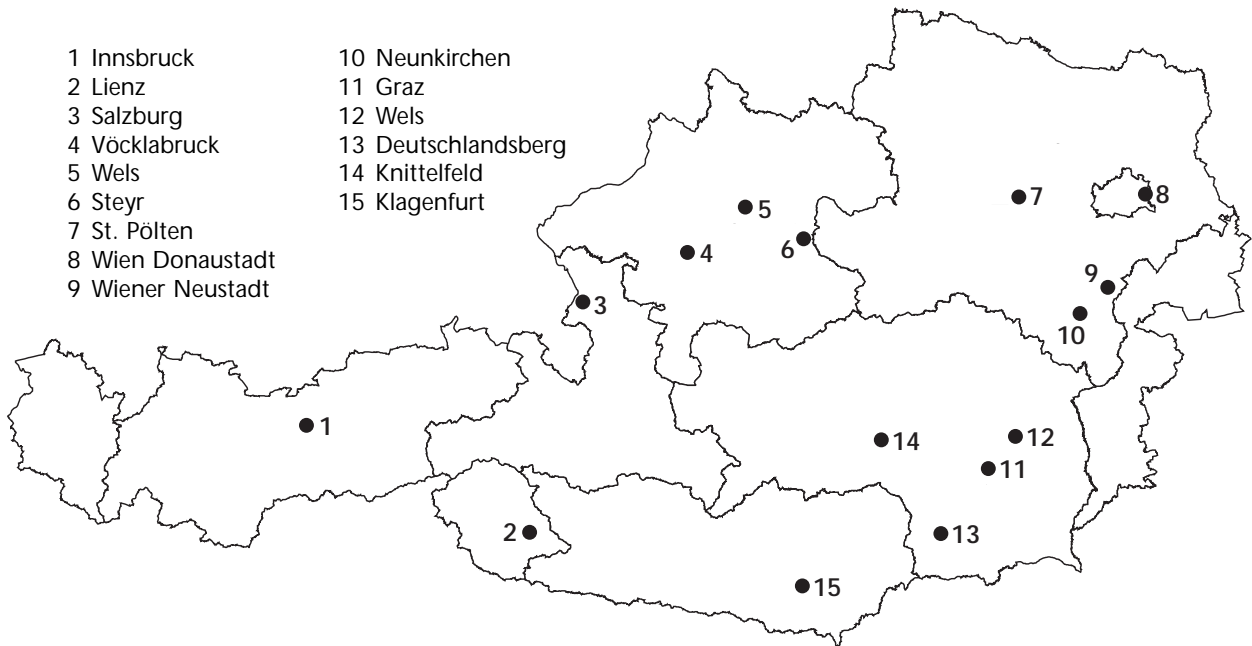 1 Innsbruck
2 Lienz
3 Salzburg
4 Vöcklabruck
5 Wels
6 Steyr
7 St. Pölten
8 Wien Donaustadt
9 Wiener Neustadt
10 Neunkirchen
11 Graz
12 Wels
13 Deutschlandsberg
14 Knittelfeld
15 Klagenfurt
7
8
5
6
4
9
3
10
1
14
12
11
2
13
15